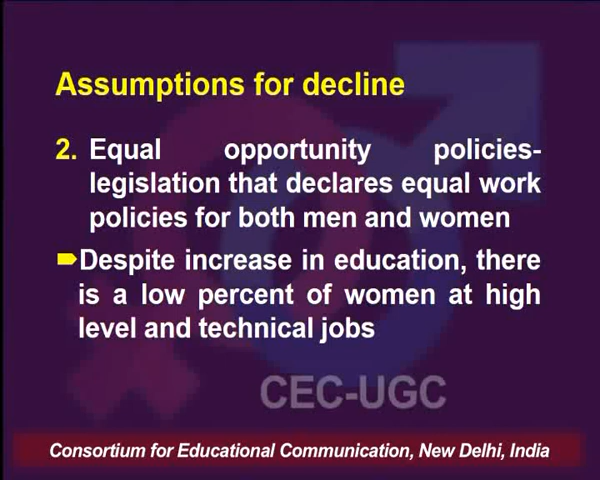 Assumptions for decline
2. Equal opportunity policies-
legislation that declares equal work
policies for both men and women
Despite increase in education, there
is a low percent of women at high
level and technical jobs
CEC-UGC
Consortium for Educational Communication, New Delhi, India